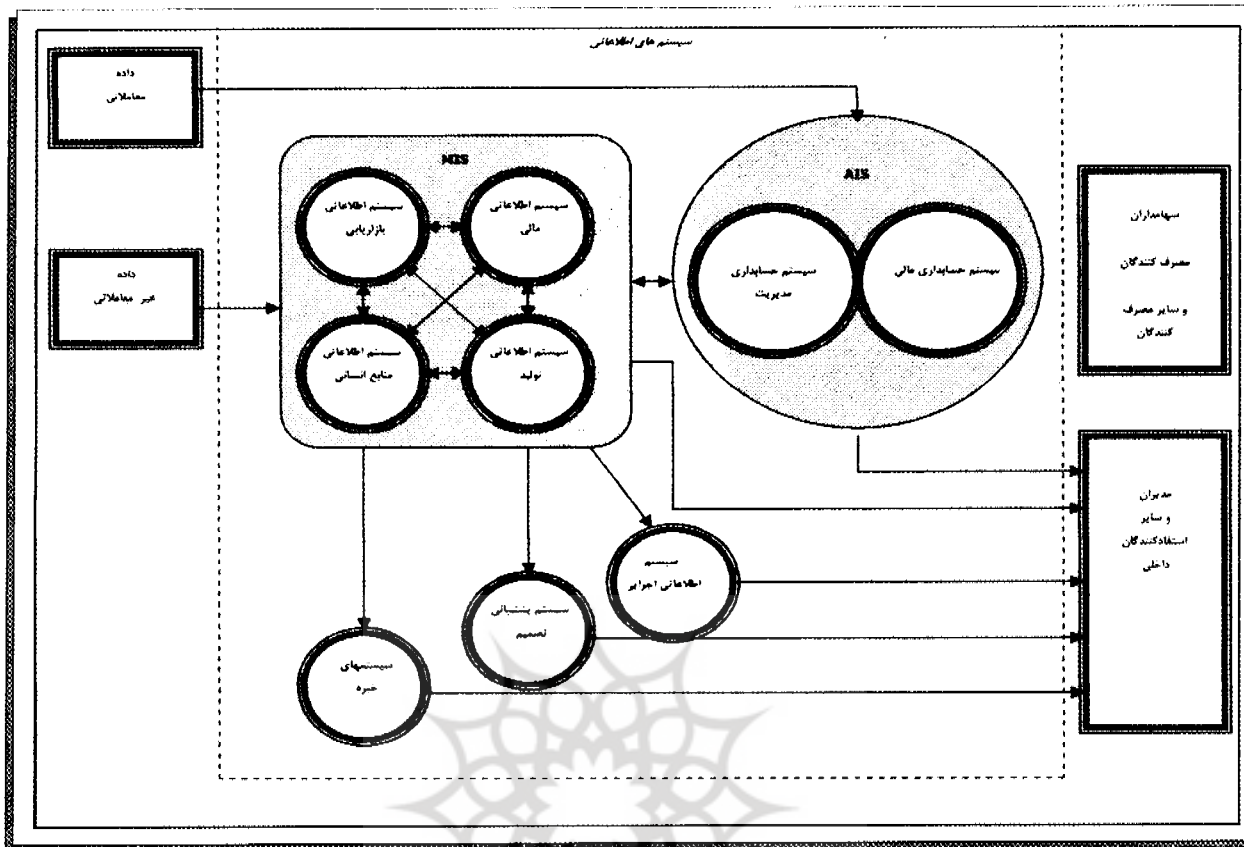 سیستم های اطلاعاتی
داده
معاملاتی
داده
غیر معاملاتی
MIS
سیستم اطلاعاتی
مالی
سیستم اطلاعاتی
بازاریابی
سیستم اطلاعاتی
تولید
سیستم اطلاعاتی
منابع انسانی
AIS
سیستم حسابداری مالی
سیستم حسابداری
مدیریت
سهامداران
مصرف کنندگان
و سایر مصرف
کنندگان
مدیران
و سایر
استفادکنندگان
داخلی
سیستم
اطلاعاتی اجرایی
سیستم پشتیبانی
تصمیم
سیستمهای
خبره